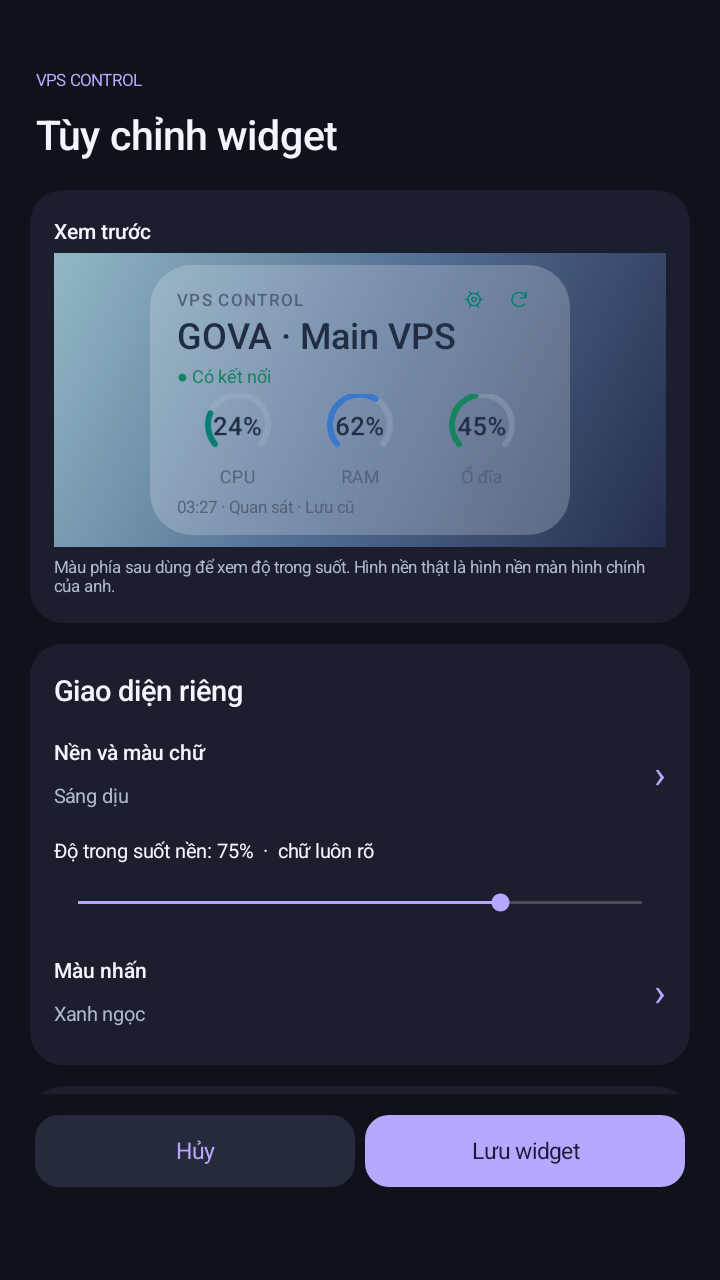 VPS CONTROL
Tùy chỉnh widget
Xem trước
VPS CONTROL
GOVA · Main VPS
● Có kết nối
24% 62% 45%
CPU RAM Ổ đĩa
03:27 · Quan sát · Lưu cũ
Màu phía sau dùng để xem độ trong suốt. Hình nền thật là hình nền màn hình chính
của anh.
Giao diện riêng
Nền và màu chữ
Sáng dịu
Độ trong suốt nền: 75% · chữ luôn rõ
Màu nhấn
Xanh ngọc
Hủy Lưu widget